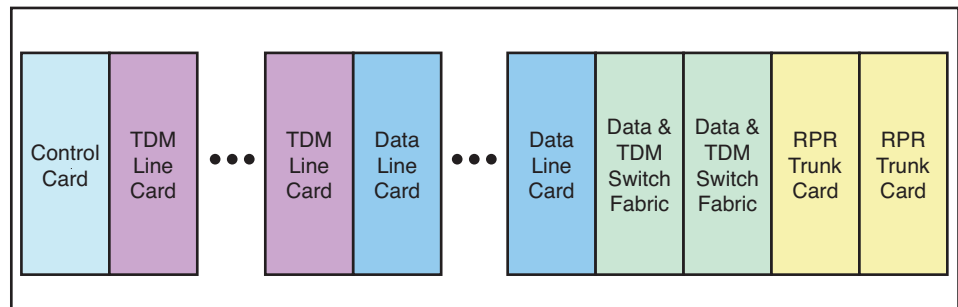 Control
Card
TDM
Line
Card
TDM
Line
Card
Data
Line
Card
Data
Line
Card
Data &
TDM
Switch
Fabric
Data &
TDM
Switch
Fabric
RPR
Trunk
Card
RPR
Trunk
Card